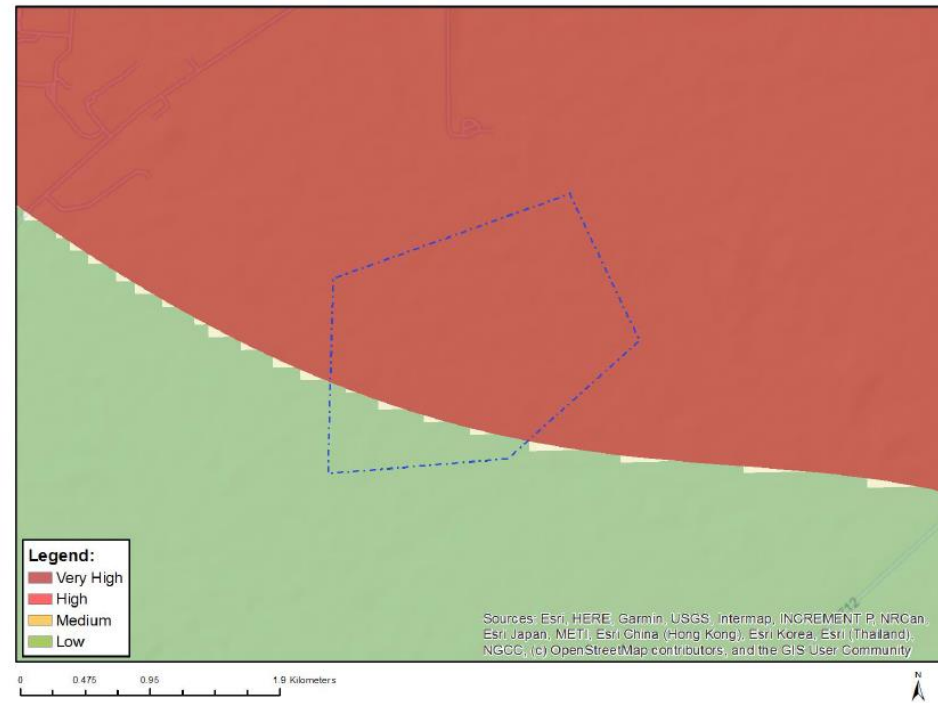 Legend:
Very High
High
Medium
Low
Sources: Esri, HERE, Garmin, USGS, Intermap, INCREMENT P, NRCan,
Esri Japan, METI, Esri China (Hong Kong), Esri Korea, Esri (Thailand),
NGCC, (c) OpenStreetMap contributors, and the GIS User Community
0 0.475 0.95 1.9 Kilometers
N